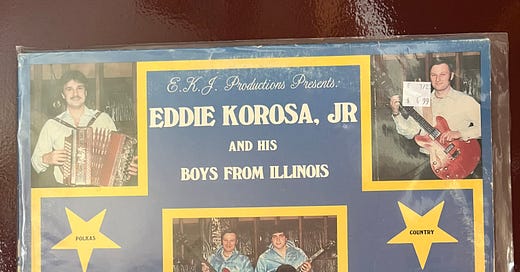 E.K.J. Productions Presents:
EDDIE KOROSA, JR
AND HIS
BOYS FROM ILLINOIS
POLKAS
COUNTRY